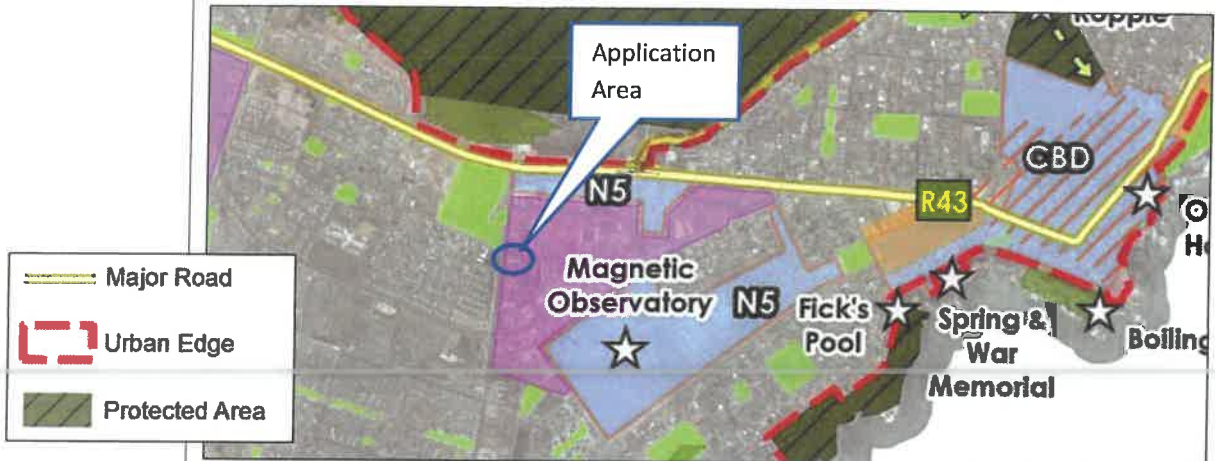 Application
Area
CBD
N5
R43
Magnetic
Observatory
N5
Fick's
Pool
Spring &
War
Memorial
Boiling
Major Road
Urban Edge
Protected Area